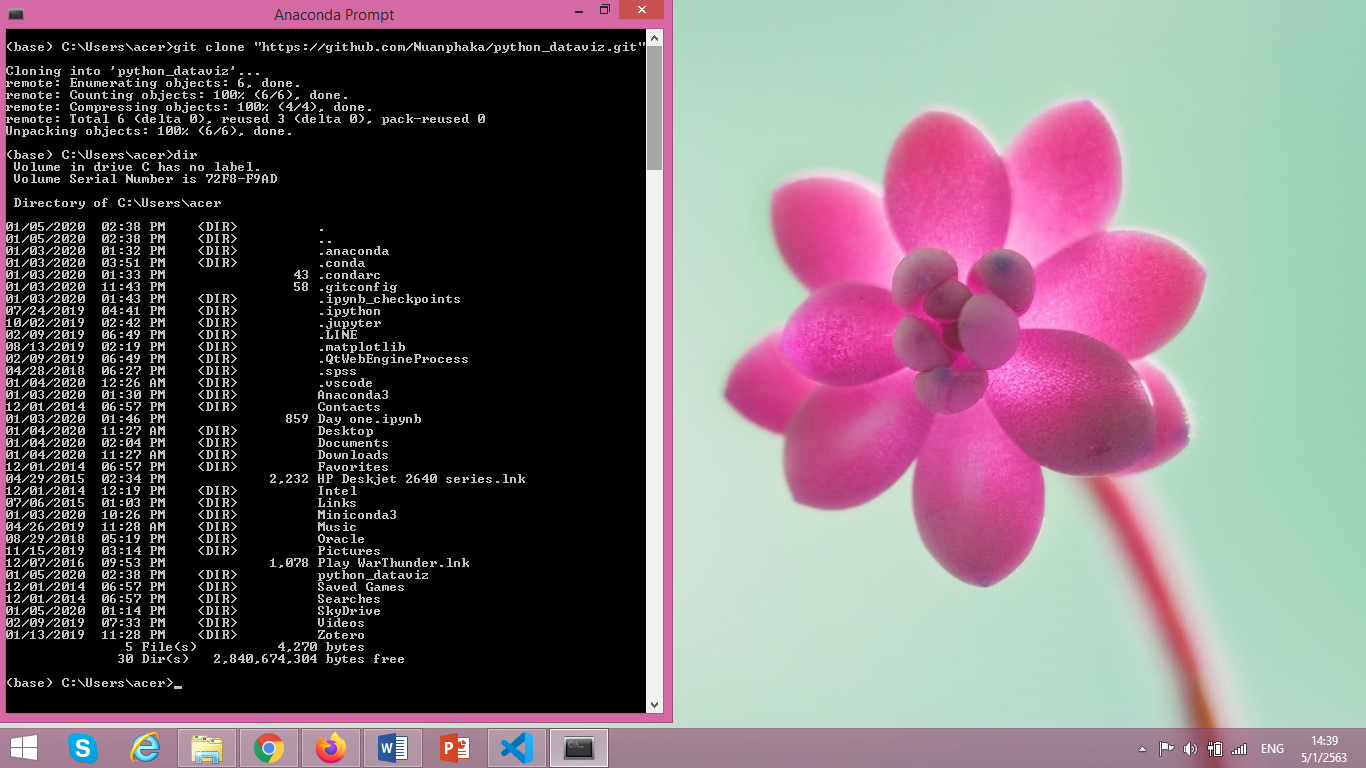 Anaconda Prompt
(base) C:\Users\acer>git clone "https://github.com/Nuanphaka/python_dataviz.git"
Cloning into 'python_dataviz'...
remote: Enumerating objects: 6, done.
remote: Counting objects: 100% (6/6), done.
remote: Compressing objects: 100% (4/4), done.
remote: Total 6 (delta 0), reused 3 (delta 0), pack-reused 0
Unpacking objects: 100% (6/6), done.
(base) C:\Users\acer>dir
 Volume in drive C has no label.
 Volume Serial Number is 72F8-F9AD
 Directory of C:\Users\acer
01/05/2020  02:38 PM    <DIR>          .
01/05/2020  02:38 PM    <DIR>          ..
01/03/2020  01:32 PM    <DIR>          .anaconda
01/03/2020  03:51 PM    <DIR>          .conda
01/03/2020  01:33 PM                43 .condarc
01/03/2020  11:43 PM                58 .gitconfig
01/03/2020  01:43 PM    <DIR>          .ipynb_checkpoints
07/24/2019  04:41 PM    <DIR>          .ipython
10/02/2019  02:42 PM    <DIR>          .jupyter
02/09/2019  06:49 PM    <DIR>          .LINE
08/13/2019  02:19 PM    <DIR>          .matplotlib
02/09/2019  06:49 PM    <DIR>          .QtWebEngineProcess
04/28/2018  06:27 PM    <DIR>          .spss
01/04/2020  12:26 AM    <DIR>          .vscode
01/03/2020  01:30 PM    <DIR>          Anaconda3
12/01/2014  06:57 PM    <DIR>          Contacts
01/03/2020  01:46 PM               859 Day one.ipynb
01/04/2020  11:27 AM    <DIR>          Desktop
01/04/2020  02:04 PM    <DIR>          Documents
01/04/2020  11:27 AM    <DIR>          Downloads
12/01/2014  06:57 PM    <DIR>          Favorites
04/29/2015  02:34 PM             2,232 HP Deskjet 2640 series.lnk
12/01/2014  12:19 PM    <DIR>          Intel
07/06/2015  01:03 PM    <DIR>          Links
01/03/2020  10:26 PM    <DIR>          Miniconda3
04/26/2019  11:28 AM    <DIR>          Music
08/29/2018  05:19 PM    <DIR>          Oracle
11/15/2019  03:14 PM    <DIR>          Pictures
12/07/2016  09:53 PM             1,078 Play WarThunder.lnk
01/05/2020  02:38 PM    <DIR>          python_dataviz
12/01/2014  06:57 PM    <DIR>          Saved Games
12/01/2014  06:57 PM    <DIR>          Searches
01/05/2020  01:14 PM    <DIR>          SkyDrive
02/09/2019  07:33 PM    <DIR>          Videos
01/13/2019  11:28 PM    <DIR>          Zotero
               5 File(s)          4,270 bytes
              30 Dir(s)   2,840,674,304 bytes free
(base) C:\Users\acer>_
ENG
14:39
5/1/2563